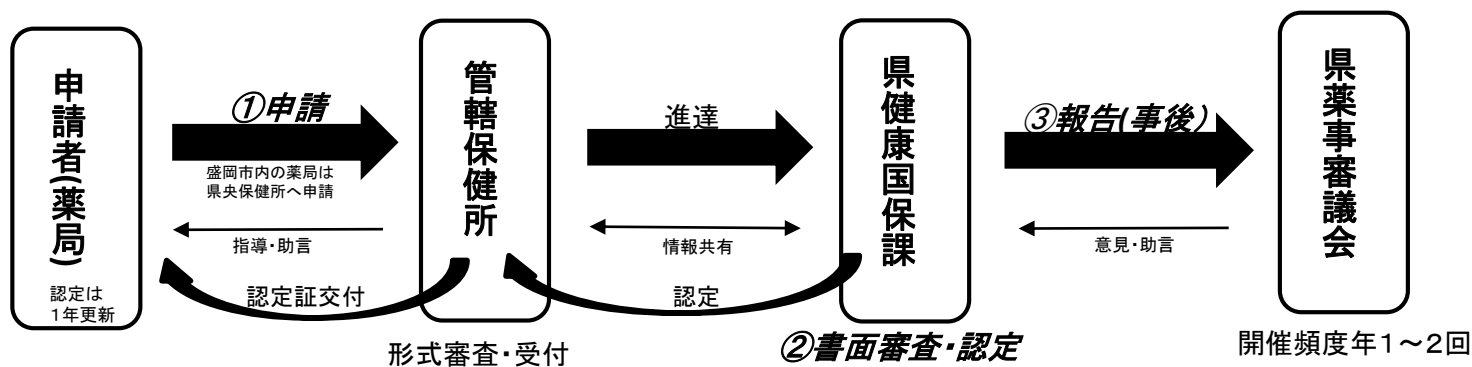 申請者(薬局)
認定は
1年更新
①申請
盛岡市内の薬局は
県央保健所へ申請
指導・助言
認定証交付
管轄保健所
形式審査・受付
進達
情報共有
認定
県健康国保課
②書面審査・認定
③報告(事後)
意見・助言
県薬事審議会
開催頻度年1～2回